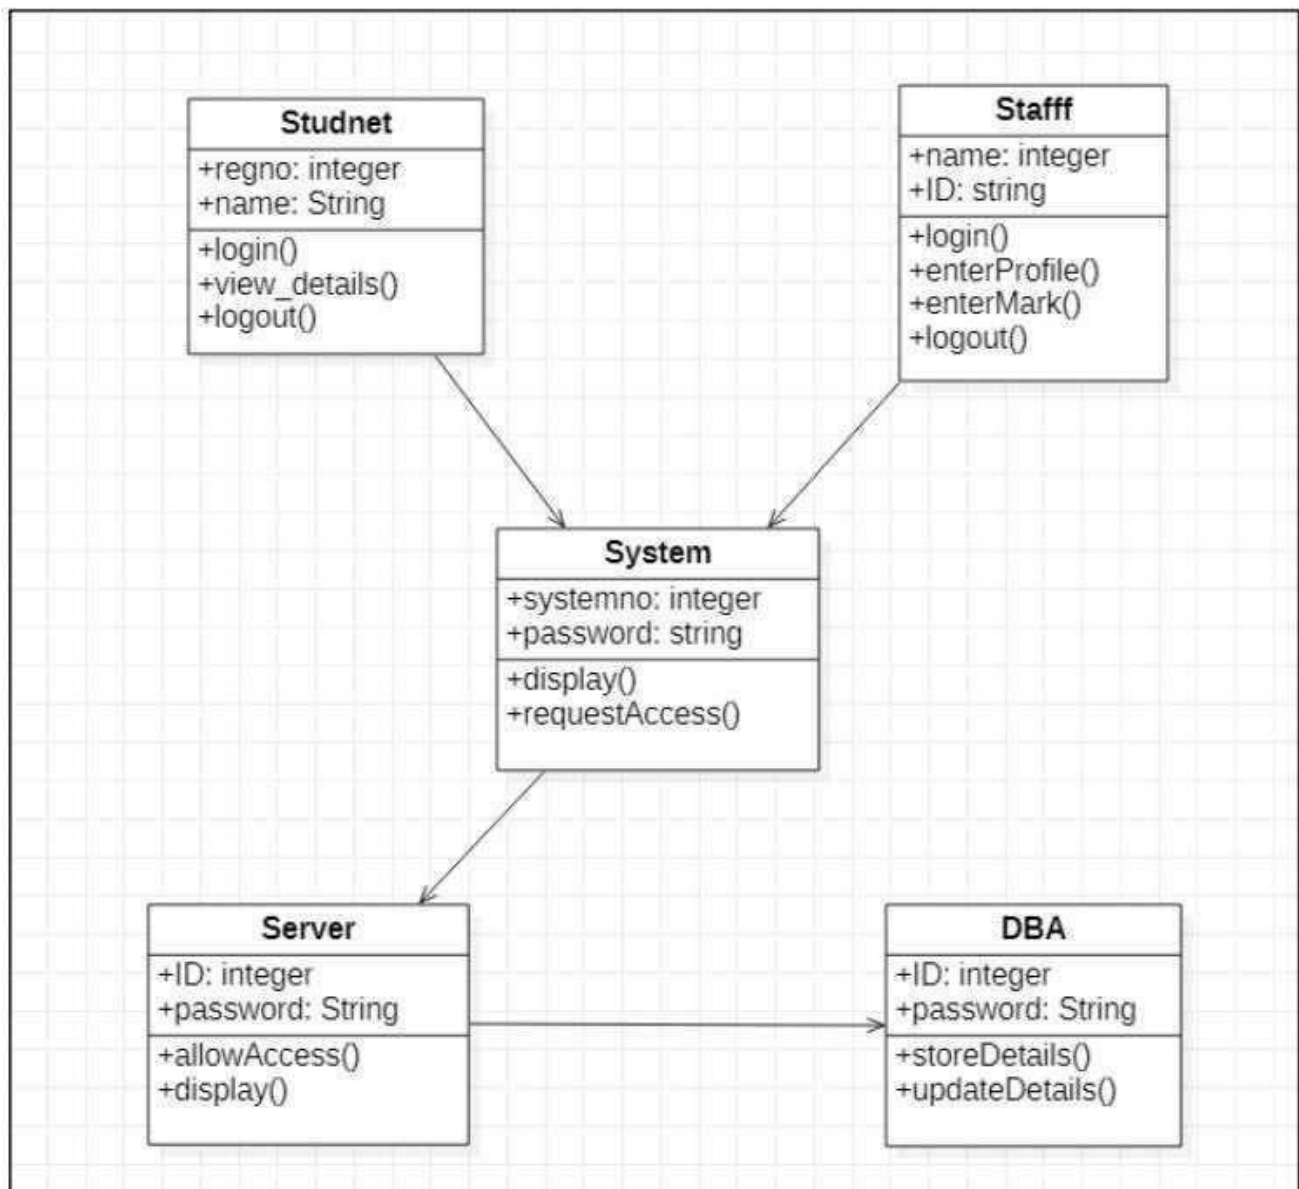 Studnet
+regno: integer
+name: String
+login()
+view_details()
+logout()
Stafff
+name: integer
+ID: string
+login()
+enterProfile()
+enterMark()
+logout()
System
+systemno: integer
+password: string
+display()
+requestAccess()
Server
+ID: integer
+password: String
+allowAccess()
+display()
DBA
+ID: integer
+password: String
+storeDetails()
+updateDetails()